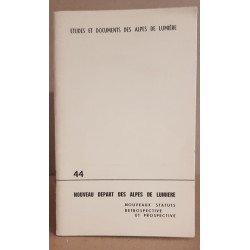 ETUDES ET DOCUMENTS DES ALPES DE LUMIÈRE
44
NOUVEAU DEPART DES ALPES DE LUMIERE
NOUVEAUX STATUTS
RETROSPECTIVE
ET PROSPECTIVE